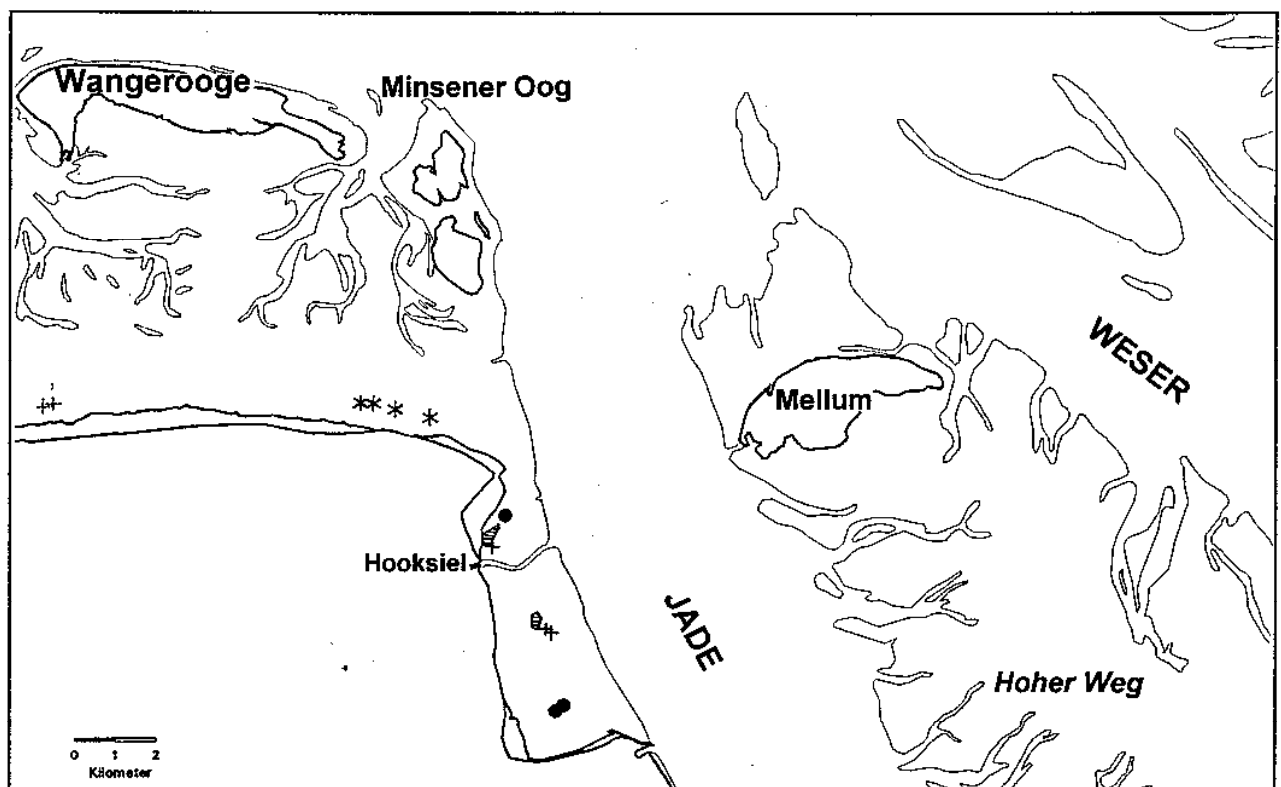 Wangerooge
Minsener Oog
WESER
Mellum
Hooksiel
JADE
Hoher Weg
0 1 2
Kilometer